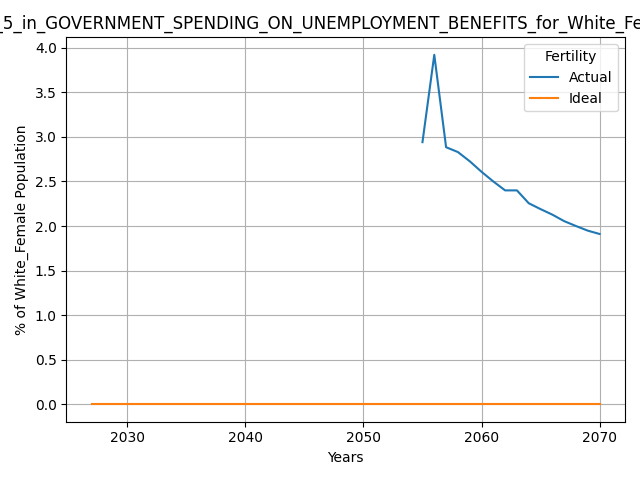 _5_in_GOVERNMENT_SPENDING_ON_UNEMPLOYMENT_BENEFITS_for_White_Fe
4.0
3.5
3.0
2.5
2.0
1.5
1.0
0.5
0.0
% of White_Female Population
Fertility
Actual
Ideal
2030
2040
2050
2060
2070
Years